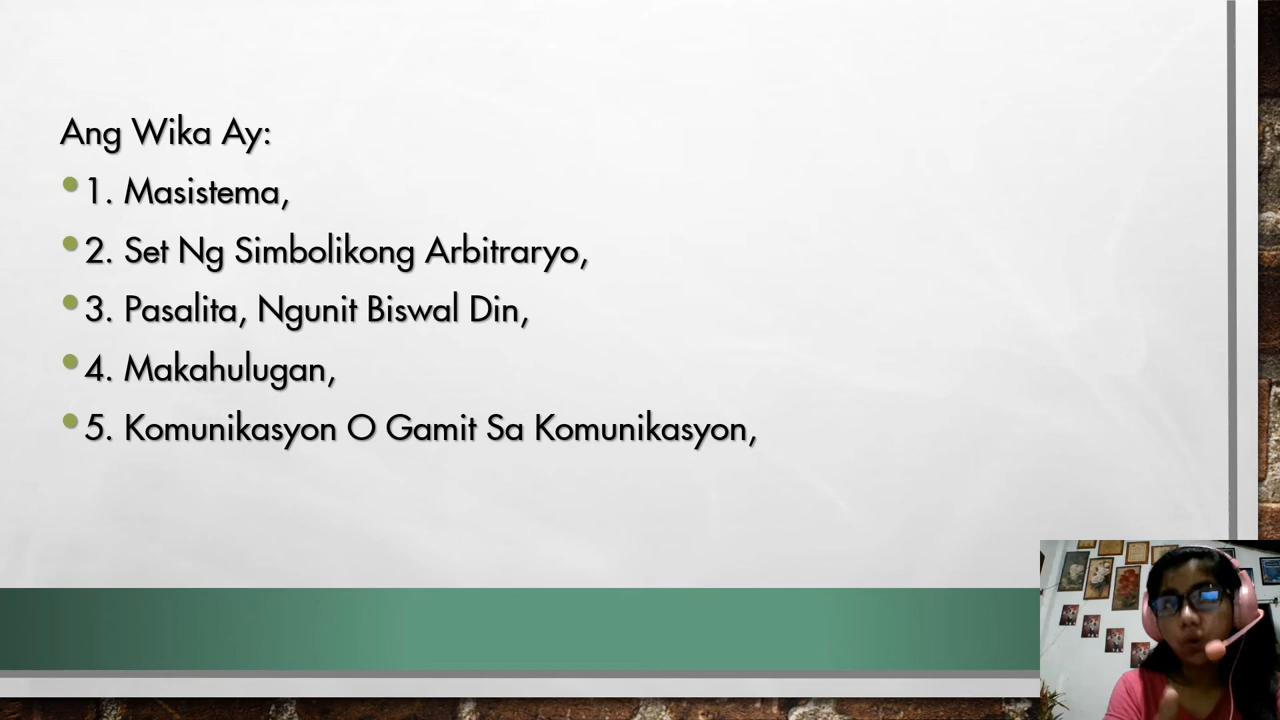 Ang Wika Ay:
1. Masistema,
2. Set Ng Simbolikong Arbitraryo,
3. Pasalita, Ngunit Biswal Din,
4. Makahulugan,
5. Komunikasyon O Gamit Sa Komunikasyon,